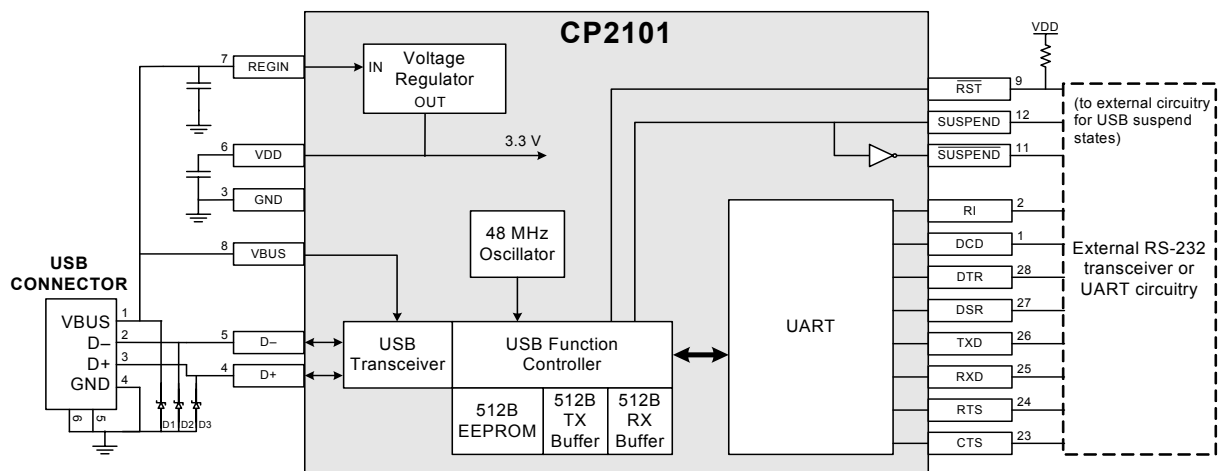 CP2101
7
REGIN
IN
Voltage
Regulator
OUT
6
VDD
3.3 V
3
GND
8
VBUS
48 MHz
Oscillator
USB
CONNECTOR
VBUS
1
D–
2
D+
3
GND
4
6
5
D1
D2
D3
5
D–
4
D+
USB
Transceiver
USB Function
Controller
512B
EEPROM
512B
TX
Buffer
512B
RX
Buffer
UART
VDD
RST
9
SUSPEND
12
SUSPEND
11
RI
2
DCD
1
DTR
28
DSR
27
TXD
26
RXD
25
RTS
24
CTS
23
(to external circuitry
for USB suspend
states)
External RS-232
transceiver or
UART circuitry